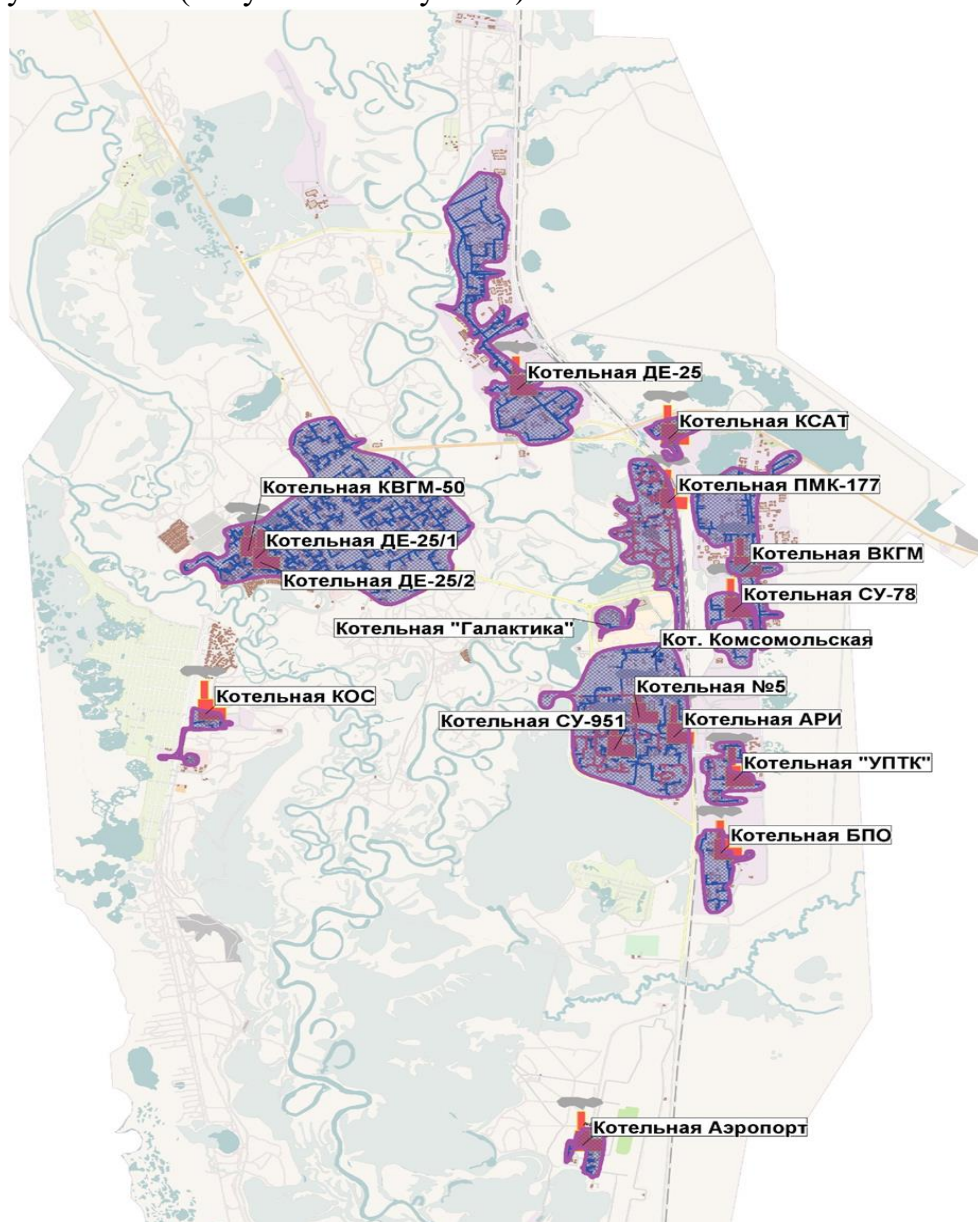 Котельная ДЕ-25
Котельная КСАТ
Котельная ПМК-177
Котельная КВГМ-50
Котельная ДЕ-25/1
Котельная ВКГМ
Котельная ДЕ-25/2
Котельная СУ-78
Котельная "Галактика"
Кот. Комсомольская
Котельная №5
Котельная КОС
Котельная СУ-951
Котельная АРИ
Котельная "УПТК"
Котельная БПО
Котельная Аэропорт